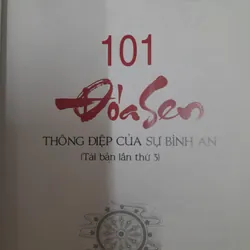 101
Đóa Sen
THÔNG ĐIỆP CỦA SỰ BÌNH AN
(Tái bản lần thứ 3)